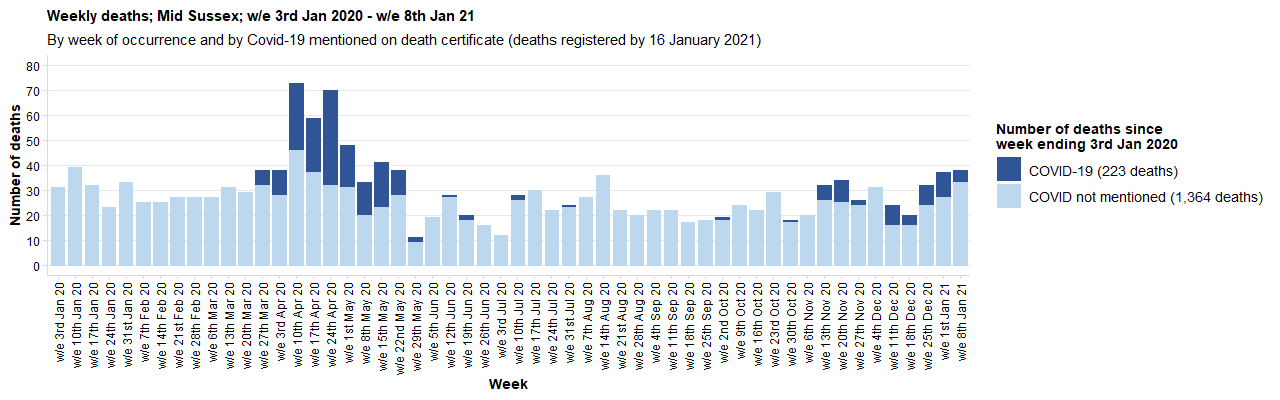 Weekly deaths; Mid Sussex; w/e 3rd Jan 2020 - w/e 8th Jan 21
By week of occurrence and by Covid-19 mentioned on death certificate (deaths registered by 16 January 2021)
Number of deaths
80
70
60
50
40
30
20
10
0
w/e 3rd Jan 20
w/e 10th Jan 20
w/e 17th Jan 20
w/e 24th Jan 20
w/e 31st Jan 20
w/e 7th Feb 20
w/e 14th Feb 20
w/e 21st Feb 20
w/e 28th Feb 20
w/e 6th Mar 20
w/e 13th Mar 20
w/e 20th Mar 20
w/e 27th Mar 20
w/e 3rd Apr 20
w/e 10th Apr 20
w/e 17th Apr 20
w/e 24th Apr 20
w/e 1st May 20
w/e 8th May 20
w/e 15th May 20
w/e 22nd May 20
w/e 29th May 20
w/e 5th Jun 20
w/e 12th Jun 20
w/e 19th Jun 20
w/e 26th Jun 20
w/e 3rd Jul 20
w/e 10th Jul 20
w/e 17th Jul 20
w/e 24th Jul 20
w/e 31st Jul 20
w/e 7th Aug 20
w/e 14th Aug 20
w/e 21st Aug 20
w/e 28th Aug 20
w/e 4th Sep 20
w/e 11th Sep 20
w/e 18th Sep 20
w/e 25th Sep 20
w/e 2nd Oct 20
w/e 9th Oct 20
w/e 16th Oct 20
w/e 23rd Oct 20
w/e 30th Oct 20
w/e 6th Nov 20
w/e 13th Nov 20
w/e 20th Nov 20
w/e 27th Nov 20
w/e 4th Dec 20
w/e 11th Dec 20
w/e 18th Dec 20
w/e 25th Dec 20
w/e 1st Jan 21
w/e 8th Jan 21
Week
Number of deaths since
week ending 3rd Jan 2020
COVID-19 (223 deaths)
COVID not mentioned (1,364 deaths)